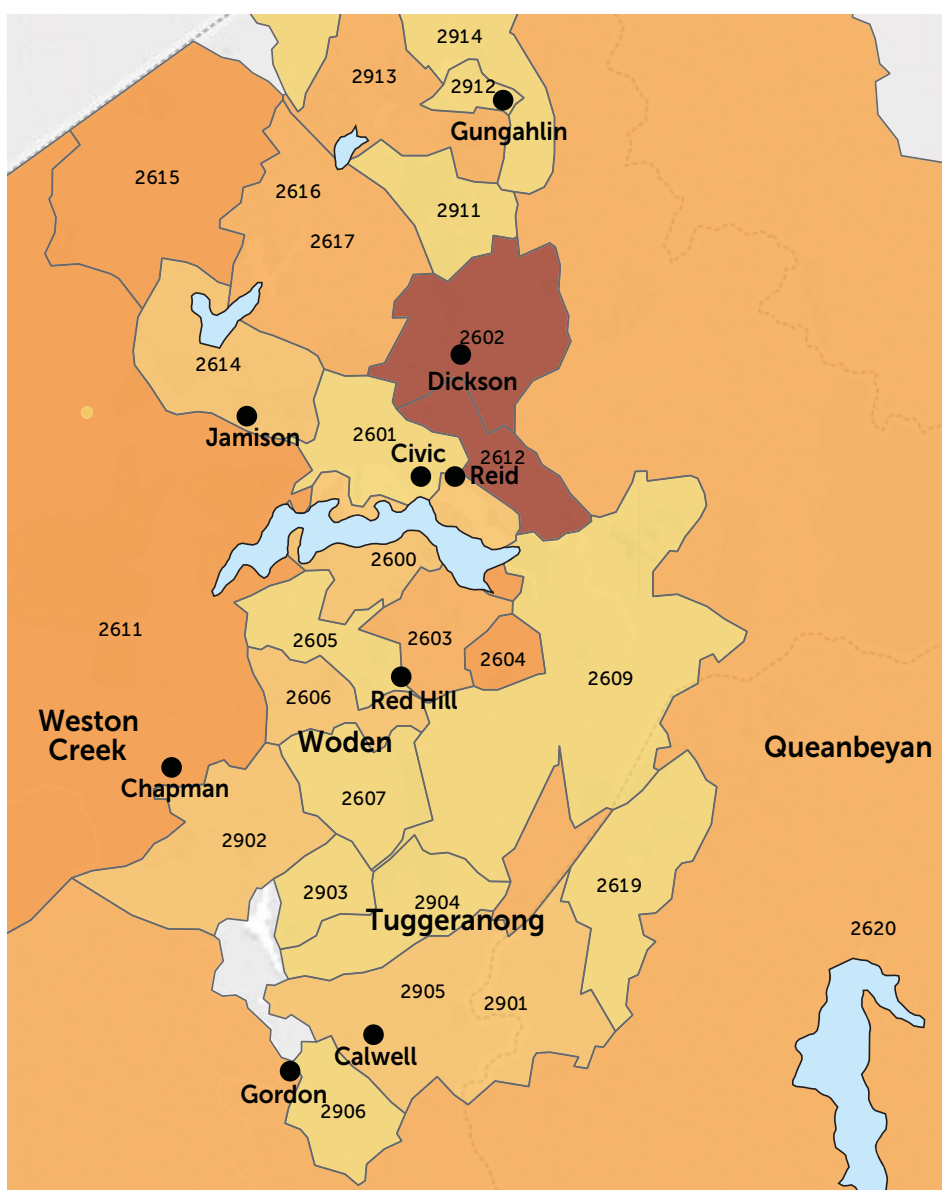 2914
2913
2912
Gungahlin
2615
2616
2911
2617
2602
2614
Dickson
Jamison
2601
Civic
2612
Reid
2600
2611
2605
2603
2604
2609
2606
Red Hill
Weston
Creek
Woden
Queanbeyan
Chapman
2607
2902
2903
2904
2619
Tuggeranong
2620
2905
2901
Calwell
Gordon
2906